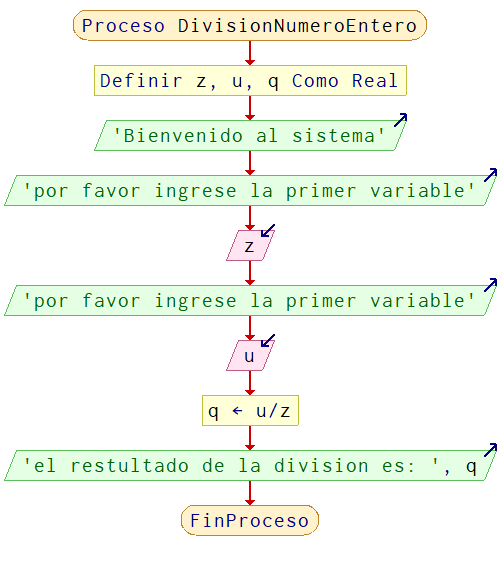 Proceso DivisionNumeroEntero
Definir z, u, q Como Real
'Bienvenido al sistema'
'por favor ingrese la primer variable'
z
'por favor ingrese la primer variable'
u
q ← u/z
'el restultado de la division es: ', q
FinProceso